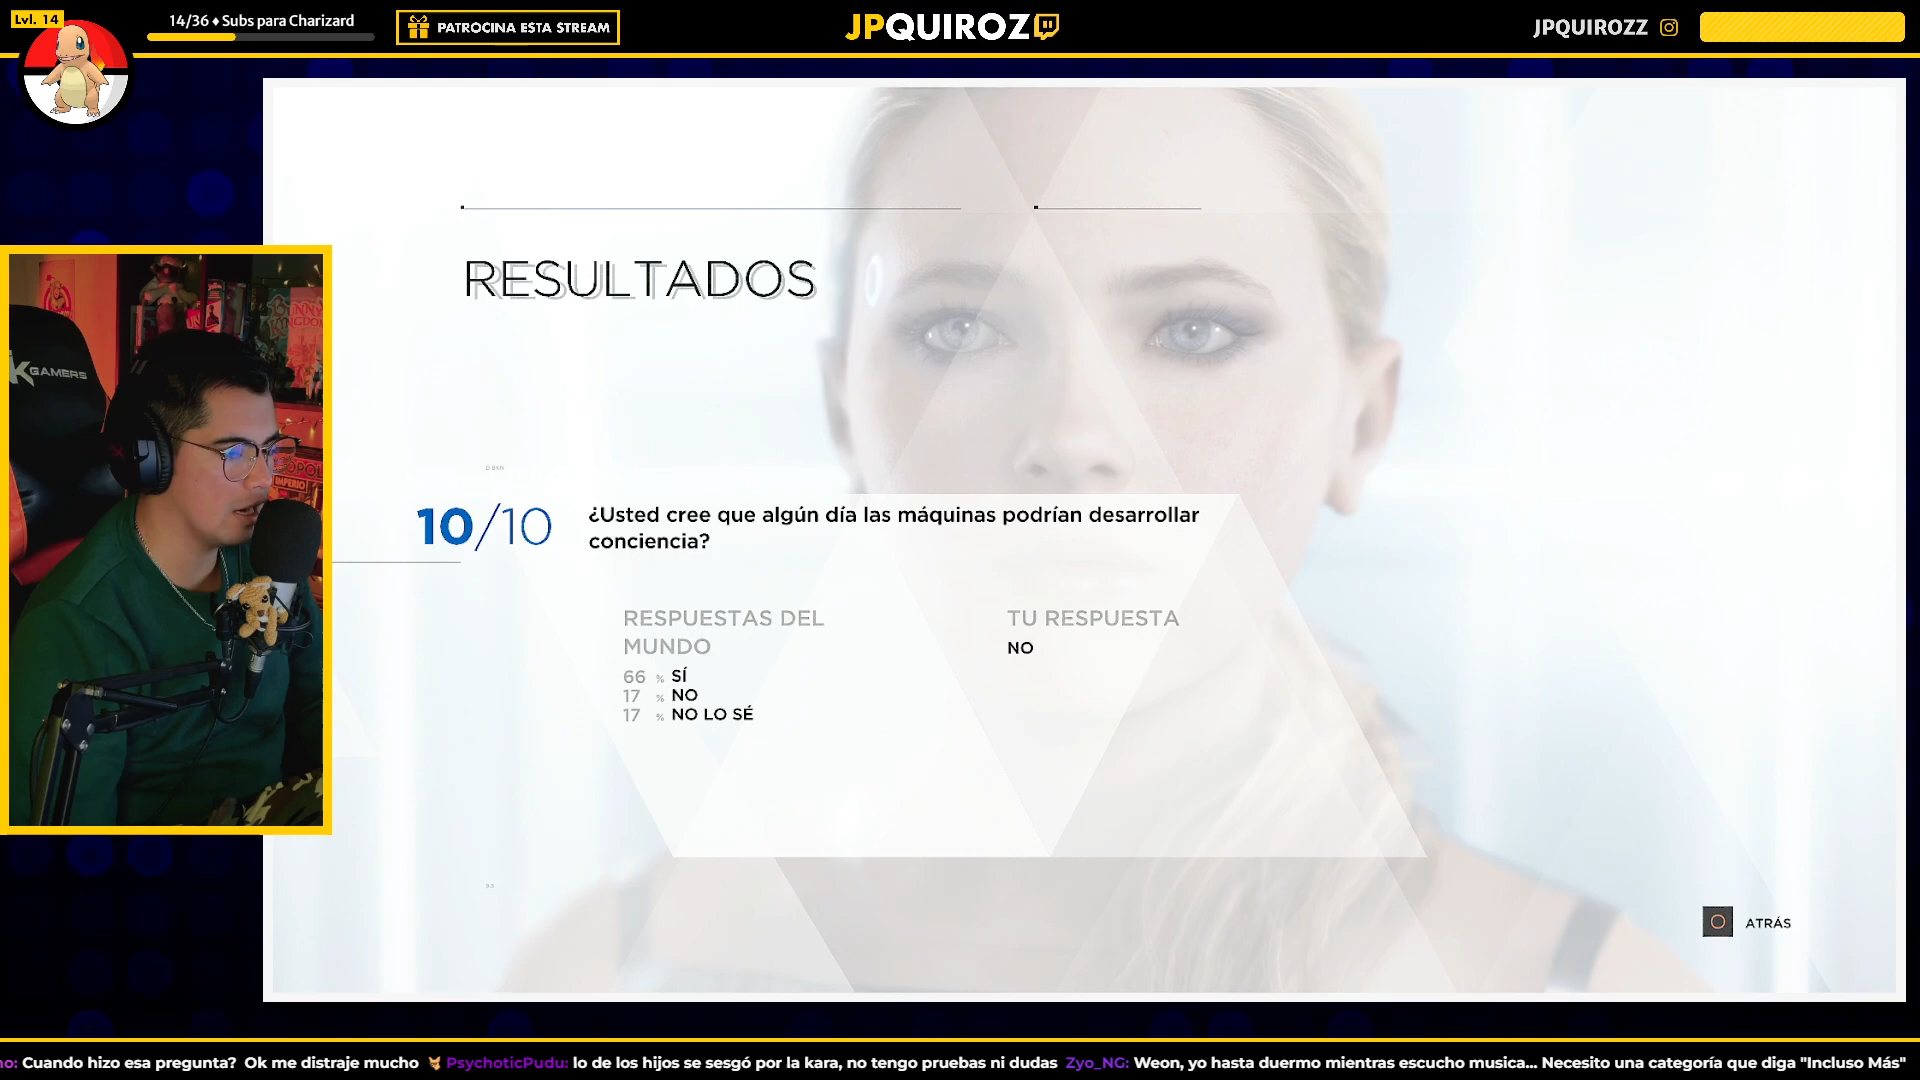 Lvl. 14
14/36 ♦ Subs para Charizard
PATROCINA ESTA STREAM
JPQUIROZ
JPQUIROZZ
RESULTADOS
K GAMERS
BUNNY
KINGDOM
IMPERIO
10/10
¿Usted cree que algún día las máquinas podrían desarrollar
conciencia?
RESPUESTAS DEL
MUNDO
66 % SÍ
17 % NO
17 % NO LO SÉ
TU RESPUESTA
NO
ATRÁS
Cuando hizo esa pregunta? Ok me distraje mucho PsychoticPudu: lo de los hijos se sesgó por la kara, no tengo pruebas ni dudas Zyo_NG: Weon, yo hasta duermo mientras escucho musica... Necesito una categoría que diga "Incluso Más"